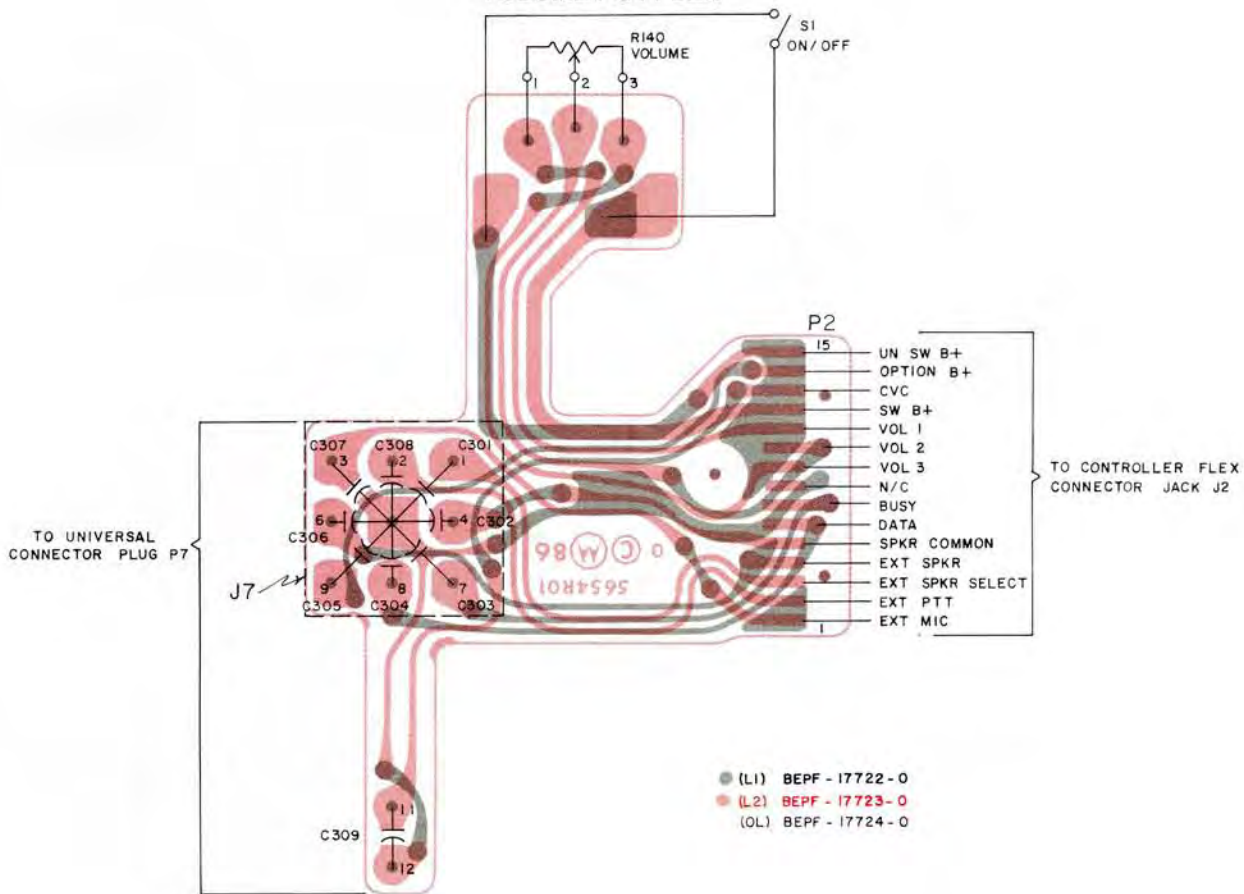 S1
ON/OFF
R140
VOLUME
1
2
3
P2
15
UN SW B+
OPTION B+
CVC
SW B+
VOL 1
VOL 2
VOL 3
N/C
BUSY
DATA
SPKR COMMON
EXT SPKR
EXT SPKR SELECT
EXT PTT
EXT MIC
1
TO CONTROLLER FLEX
CONNECTOR JACK J2
C307
C308
C301
3
2
1
6
4
C302
C306
9
8
7
C305
C304
C303
J7
TO UNIVERSAL
CONNECTOR PLUG P7
O C M 86
5654R01
11
C309
12
(L1) BEPF - 17722 - 0
(L2) BEPF - 17723 - 0
(OL) BEPF - 17724 - 0